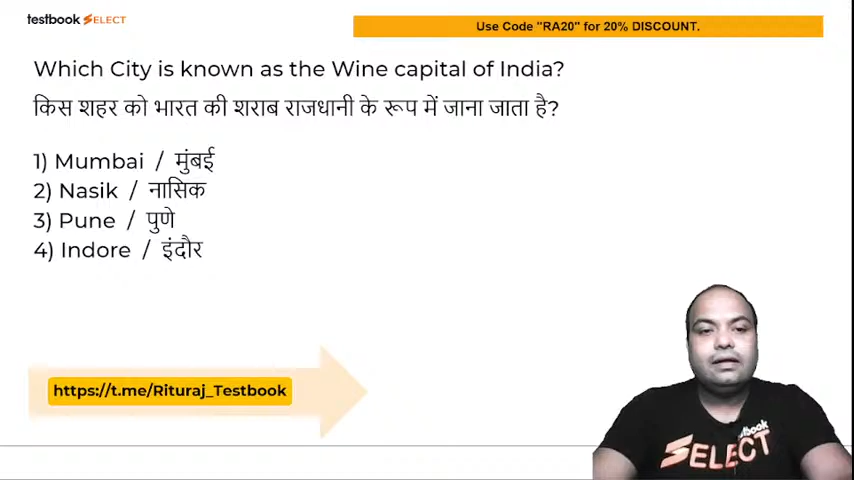 testbook SELECT
Use Code "RA20" for 20% DISCOUNT.
Which City is known as the Wine capital of India?
किस शहर को भारत की शराब राजधानी के रूप में जाना जाता है?
1) Mumbai / मुंबई
2) Nasik / नासिक
3) Pune / पुणे
4) Indore / इंदौर
https://t.me/Rituraj_Testbook
tbook
SELECT